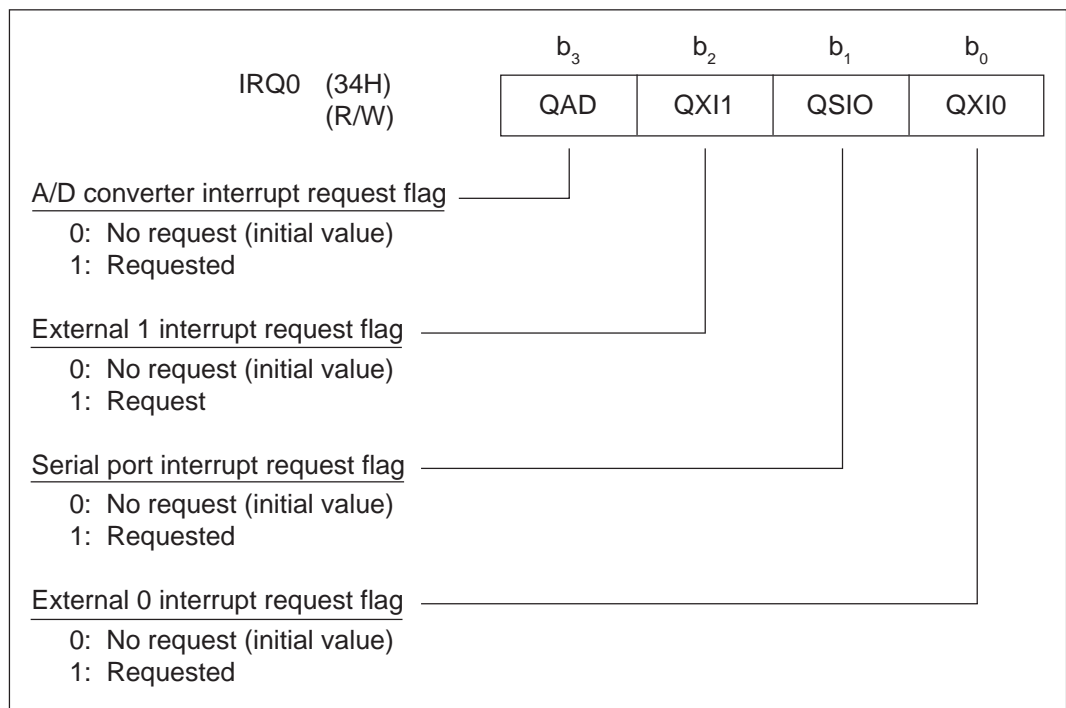 b3 b2 b1 b0
IRQ0 (34H)
(R/W)
QAD QXI1 QSIO QXI0
A/D converter interrupt request flag
0: No request (initial value)
1: Requested
External 1 interrupt request flag
0: No request (initial value)
1: Request
Serial port interrupt request flag
0: No request (initial value)
1: Requested
External 0 interrupt request flag
0: No request (initial value)
1: Requested